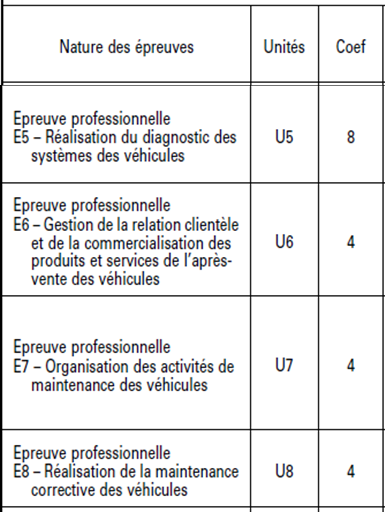 Nature des épreuves Unités Coef
Epreuve professionnelle
E5 – Réalisation du diagnostic des
systèmes des véhicules
U5 8
Epreuve professionnelle
E6 – Gestion de la relation clientèle
et de la commercialisation des
produits et services de l'après-
vente des véhicules
U6 4
Epreuve professionnelle
E7 – Organisation des activités de
maintenance des véhicules
U7 4
Epreuve professionnelle
E8 – Réalisation de la maintenance
corrective des véhicules
U8 4